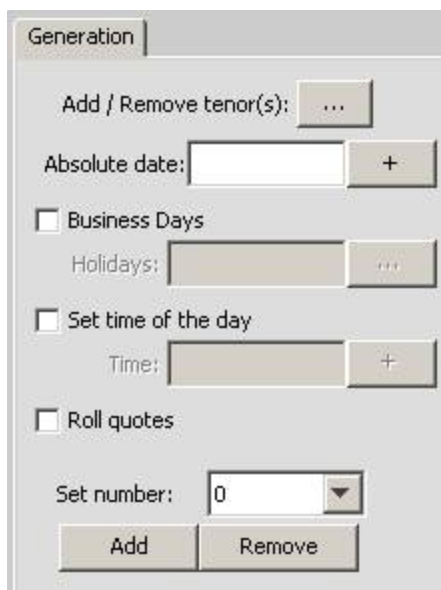 Generation
Add / Remove tenor(s): ...
Absolute date: +
Business Days
Holidays: ...
Set time of the day
Time: +
Roll quotes
Set number: 0
Add Remove